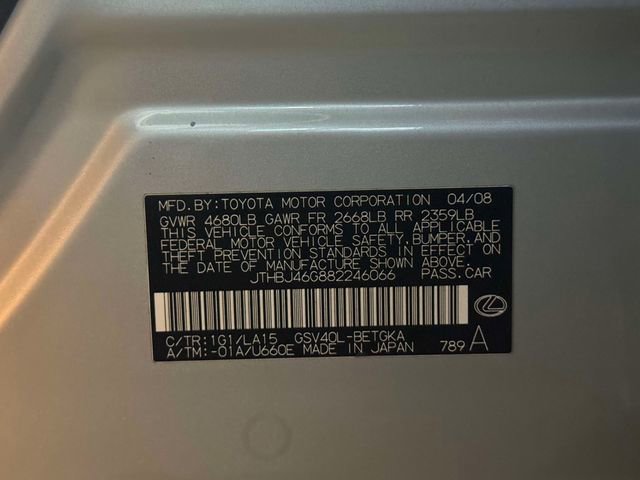 MFD. BY: TOYOTA MOTOR CORPORATION 04/08
GVWR 4680LB GAWR FR 2668LB RR 2359LB
THIS VEHICLE CONFORMS TO ALL APPLICABLE
FEDERAL MOTOR VEHICLE SAFETY, BUMPER, AND
THEFT PREVENTION STANDARDS IN EFFECT ON
THE DATE OF MANUFACTURE SHOWN ABOVE.
JTHBJ46G882246066 PASS. CAR
C/TR: 1G1/LA15 GSV40L-BETGKA
A/TM: -01A/U660E MADE IN JAPAN 789 A